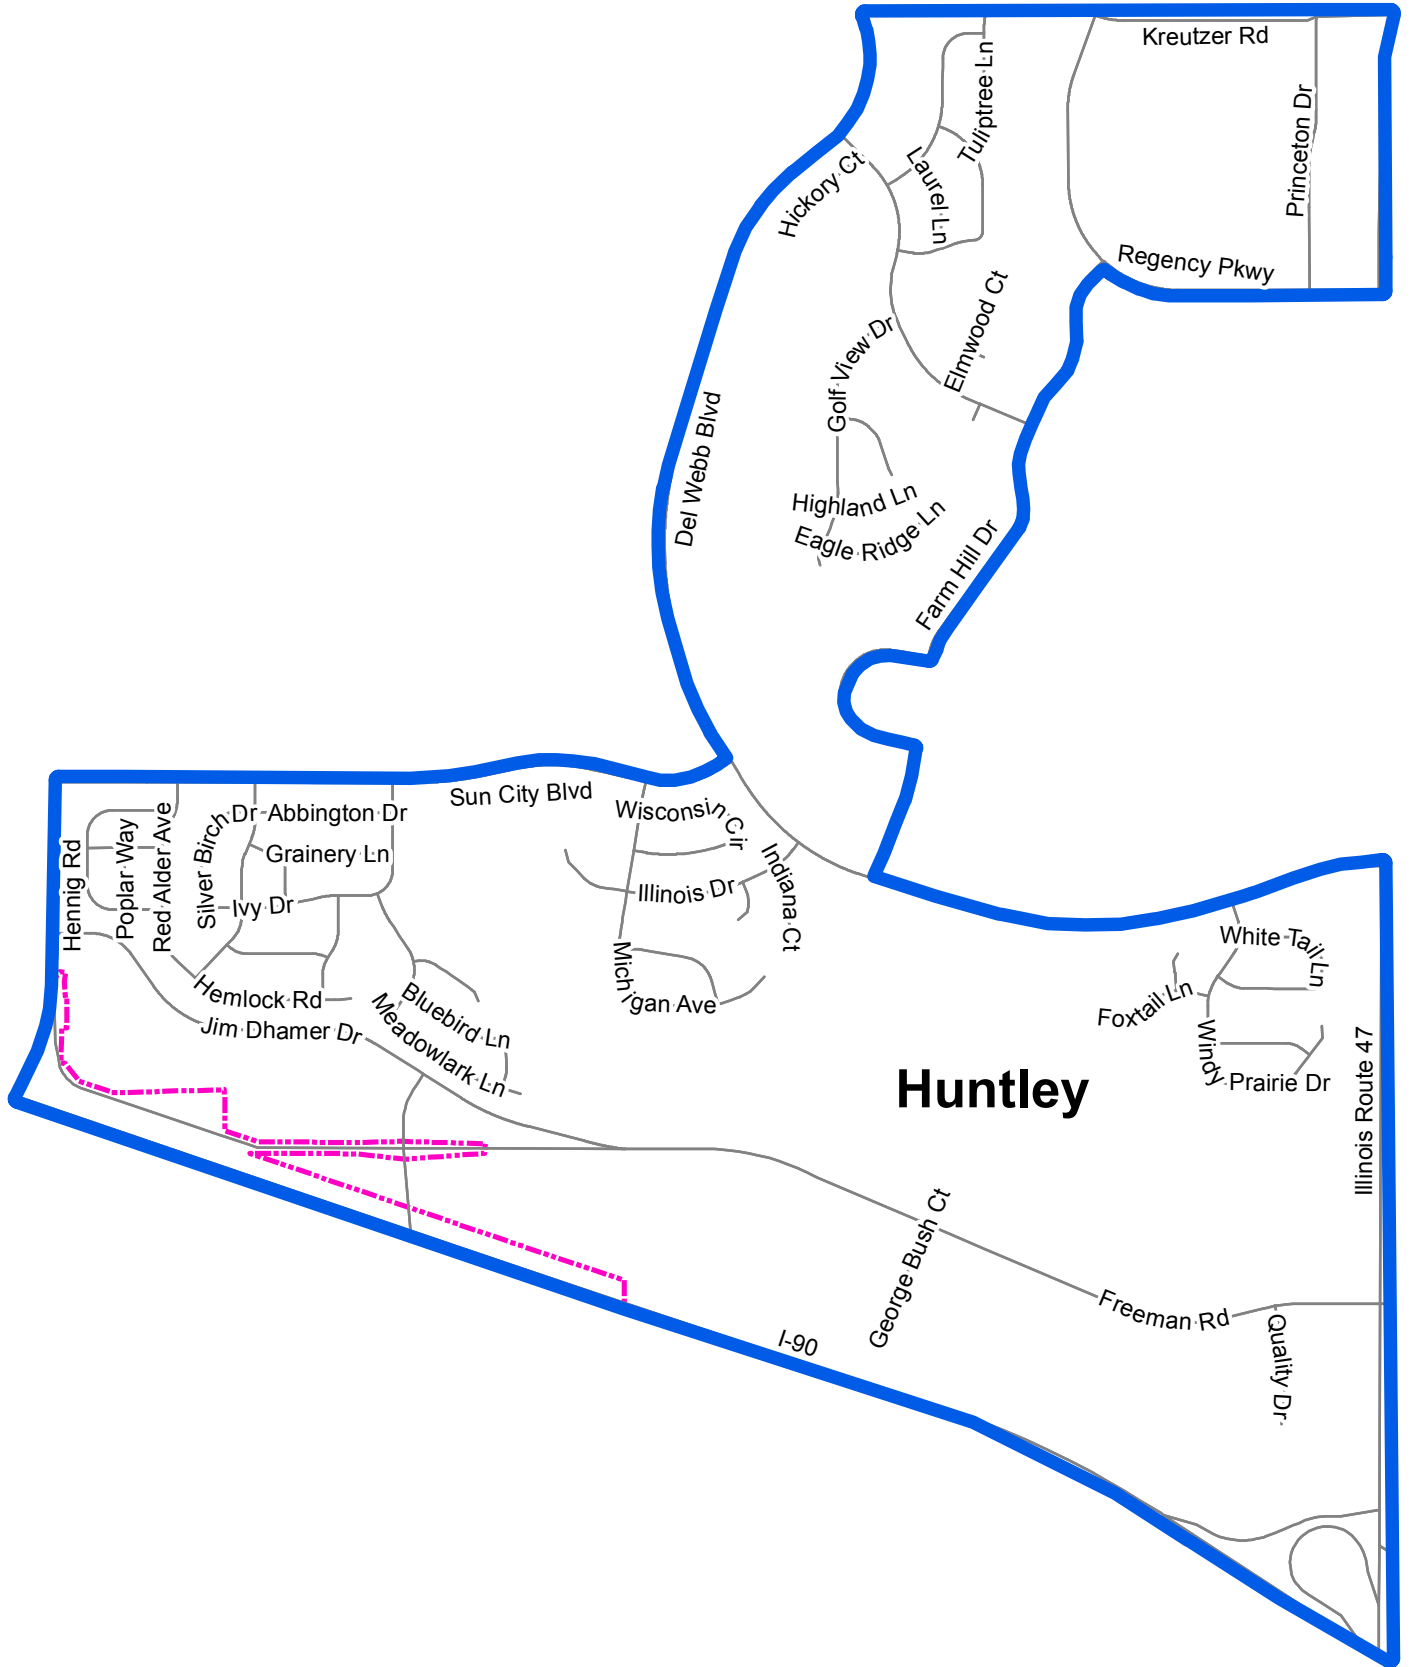 Kreutzer Rd
Tuliptree Ln
Princeton Dr
Hickory Ct
Laurel Ln
Regency Pkwy
Elmwood Ct
Golf View Dr
Del Webb Blvd
Highland Ln
Eagle Ridge Ln
Farm Hill Dr
Sun City Blvd
Hennig Rd
Poplar Way
Red Alder Ave
Silver Birch Dr
Abbington Dr
Grainery Ln
Ivy Dr
Wisconsin Cir
Illinois Dr
Indiana Ct
Michigan Ave
Hemlock Rd
Jim Dhamer Dr
Bluebird Ln
Meadowlark Ln
White Tail Ln
Foxtail Ln
Windy Prairie Dr
Huntley
Illinois Route 47
George Bush Ct
Freeman Rd
Quality Dr
I-90